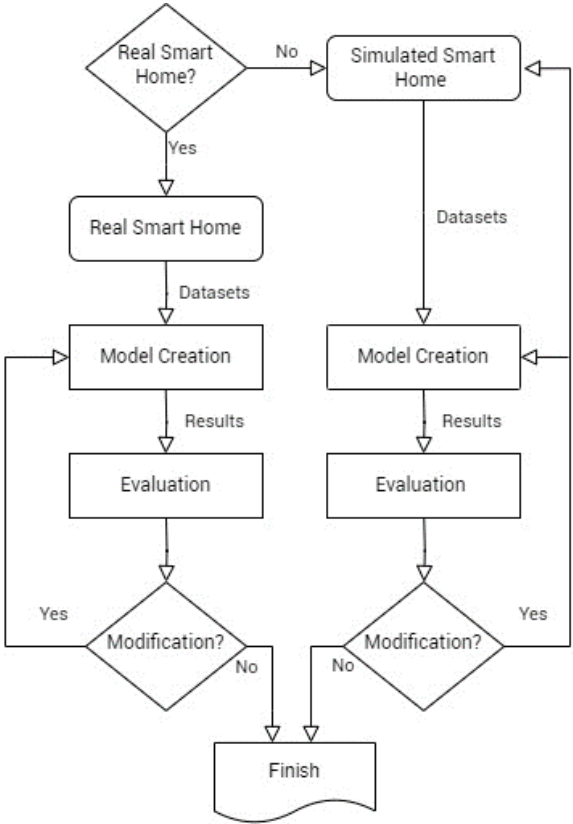 Real Smart
Home?
No
Simulated Smart
Home
Yes
Real Smart Home
Datasets
Datasets
Model Creation
Model Creation
Results
Results
Evaluation
Evaluation
Yes
Modification?
No
Modification?
No
Yes
Finish